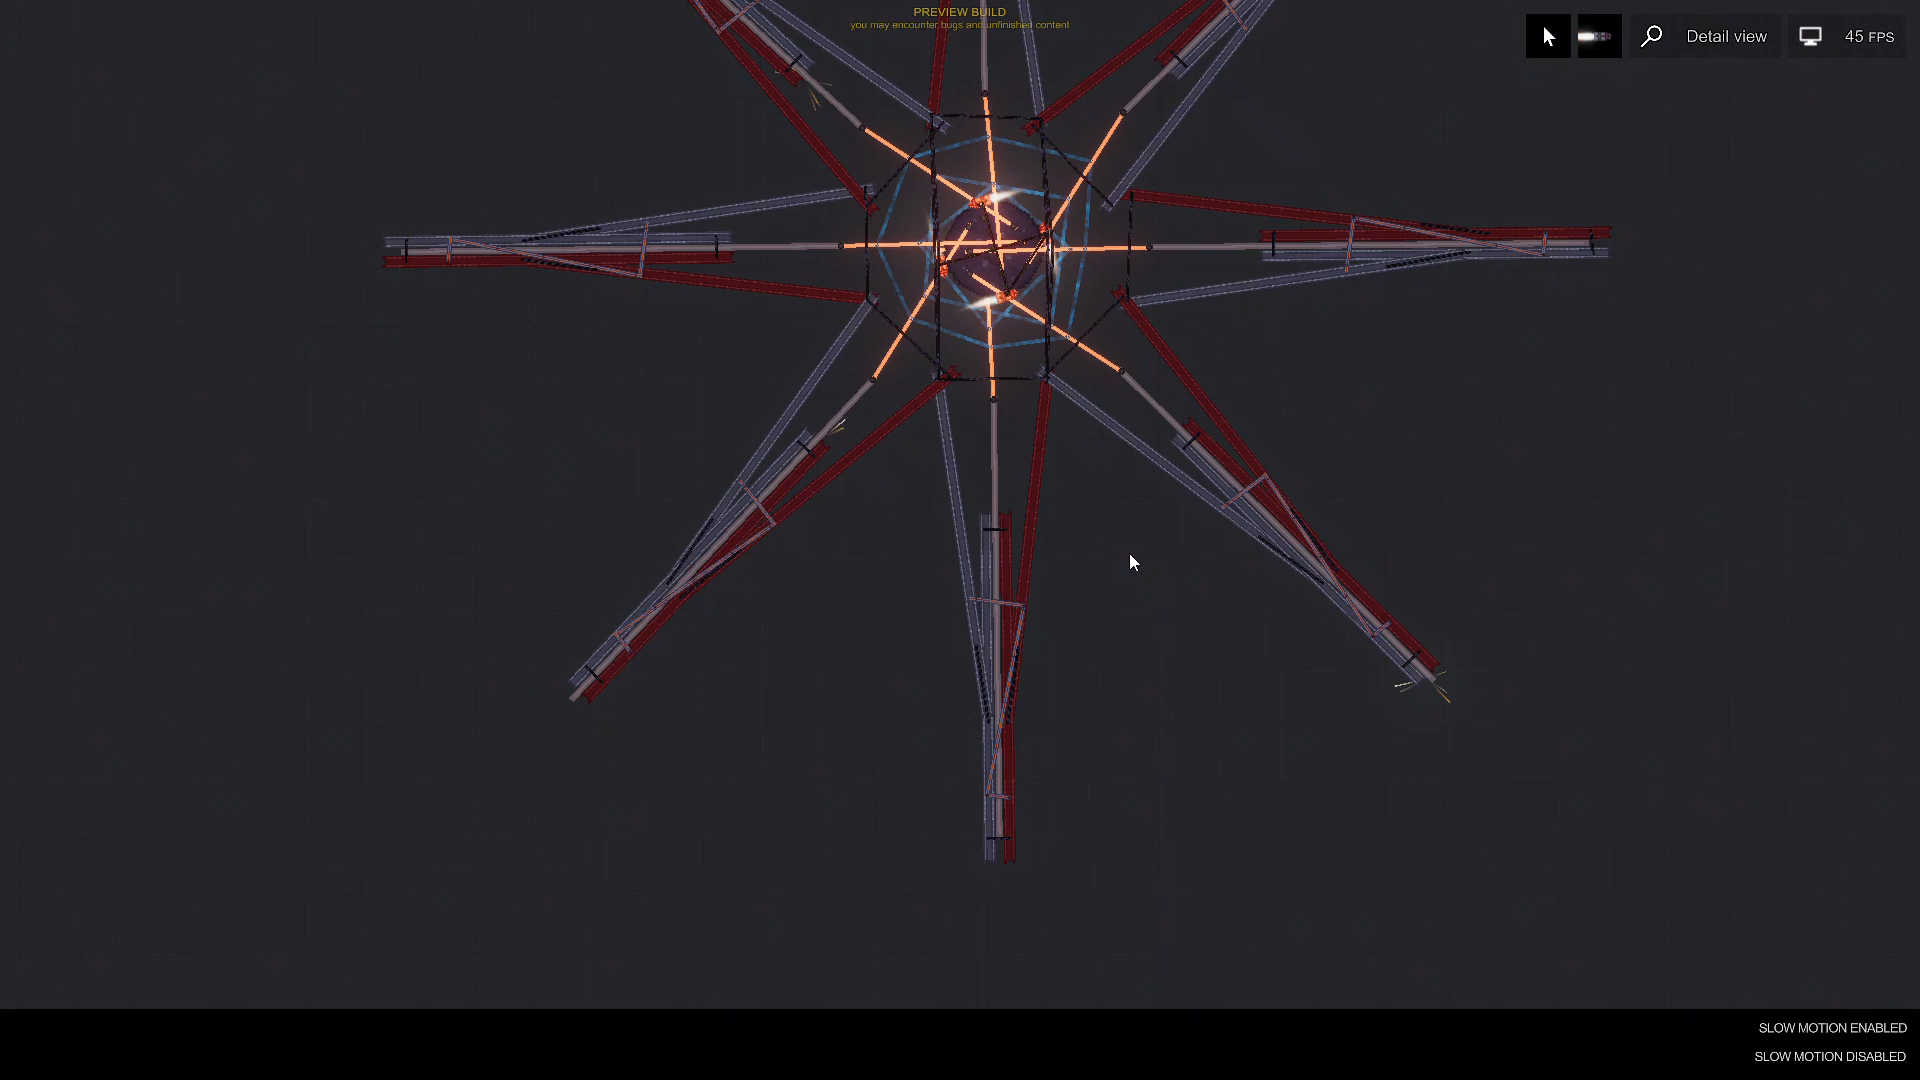 PREVIEW BUILD
you may encounter bugs and unfinished content
Detail view
45 FPS
SLOW MOTION ENABLED
SLOW MOTION DISABLED